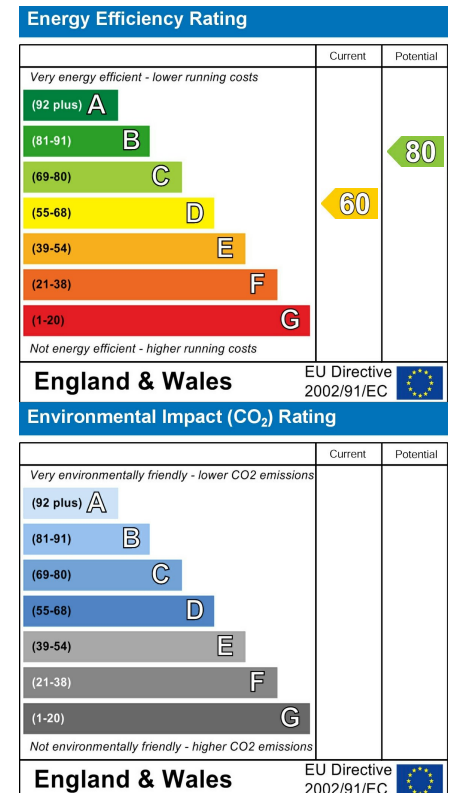 Energy Efficiency Rating
Current Potential
Very energy efficient - lower running costs
(92 plus) A
(81-91) B
80
(69-80) C
(55-68) D
60
(39-54) E
(21-38) F
(1-20) G
Not energy efficient - higher running costs
England & Wales
EU Directive
2002/91/EC
Environmental Impact (CO₂) Rating
Current Potential
Very environmentally friendly - lower CO2 emissions
(92 plus) A
(81-91) B
(69-80) C
(55-68) D
(39-54) E
(21-38) F
(1-20) G
Not environmentally friendly - higher CO2 emissions
England & Wales
EU Directive
2002/91/EC